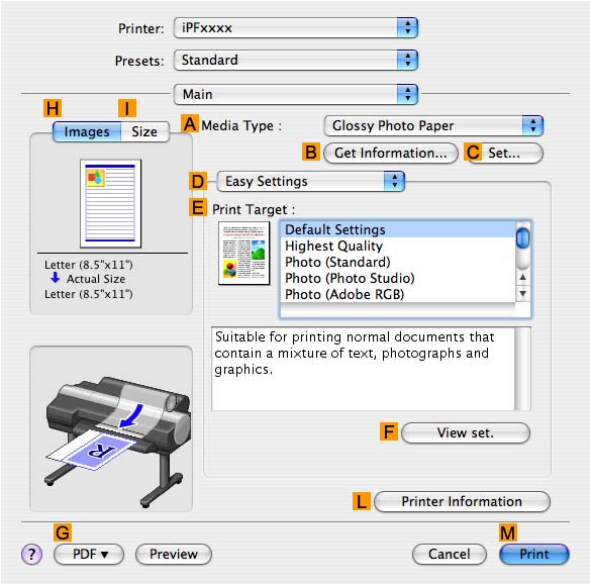 Printer: iPFxxxx
Presets: Standard
Main
H I
Images Size
A Media Type : Glossy Photo Paper
B Get Information... C Set...
D Easy Settings
E Print Target :
Default Settings
Highest Quality
Photo (Standard)
Photo (Photo Studio)
Photo (Adobe RGB)
Letter (8.5"x11")
Actual Size
Letter (8.5"x11")
Suitable for printing normal documents that
contain a mixture of text, photographs and
graphics.
F View set.
L Printer Information
G M
? PDF▼ Preview Cancel Print